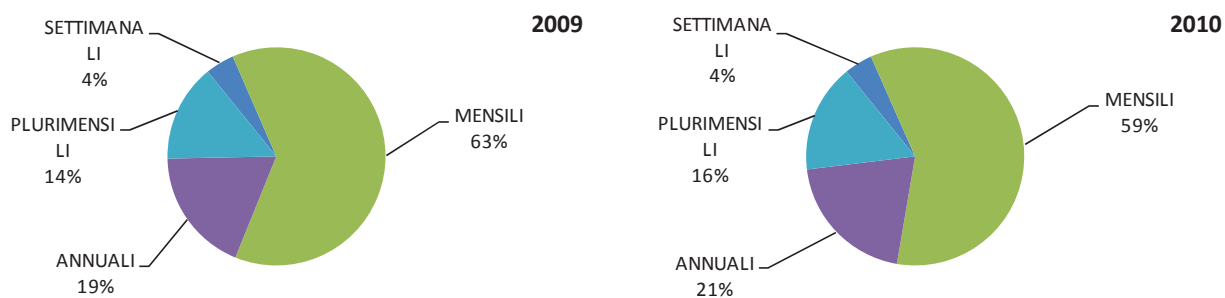 2009
SETTIMANA
LI
4%
PLURIMENSI
LI
14%
ANNUALI
19%
MENSILI
63%
2010
SETTIMANA
LI
4%
PLURIMENSI
LI
16%
ANNUALI
21%
MENSILI
59%